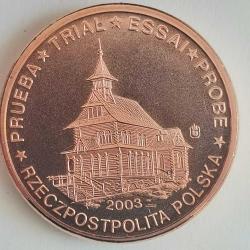 ★ PRUEBA ★ TRIAL ★ ESSAI ★ PROBE ★
2003
RZECZPOSPOLITA POLSKA